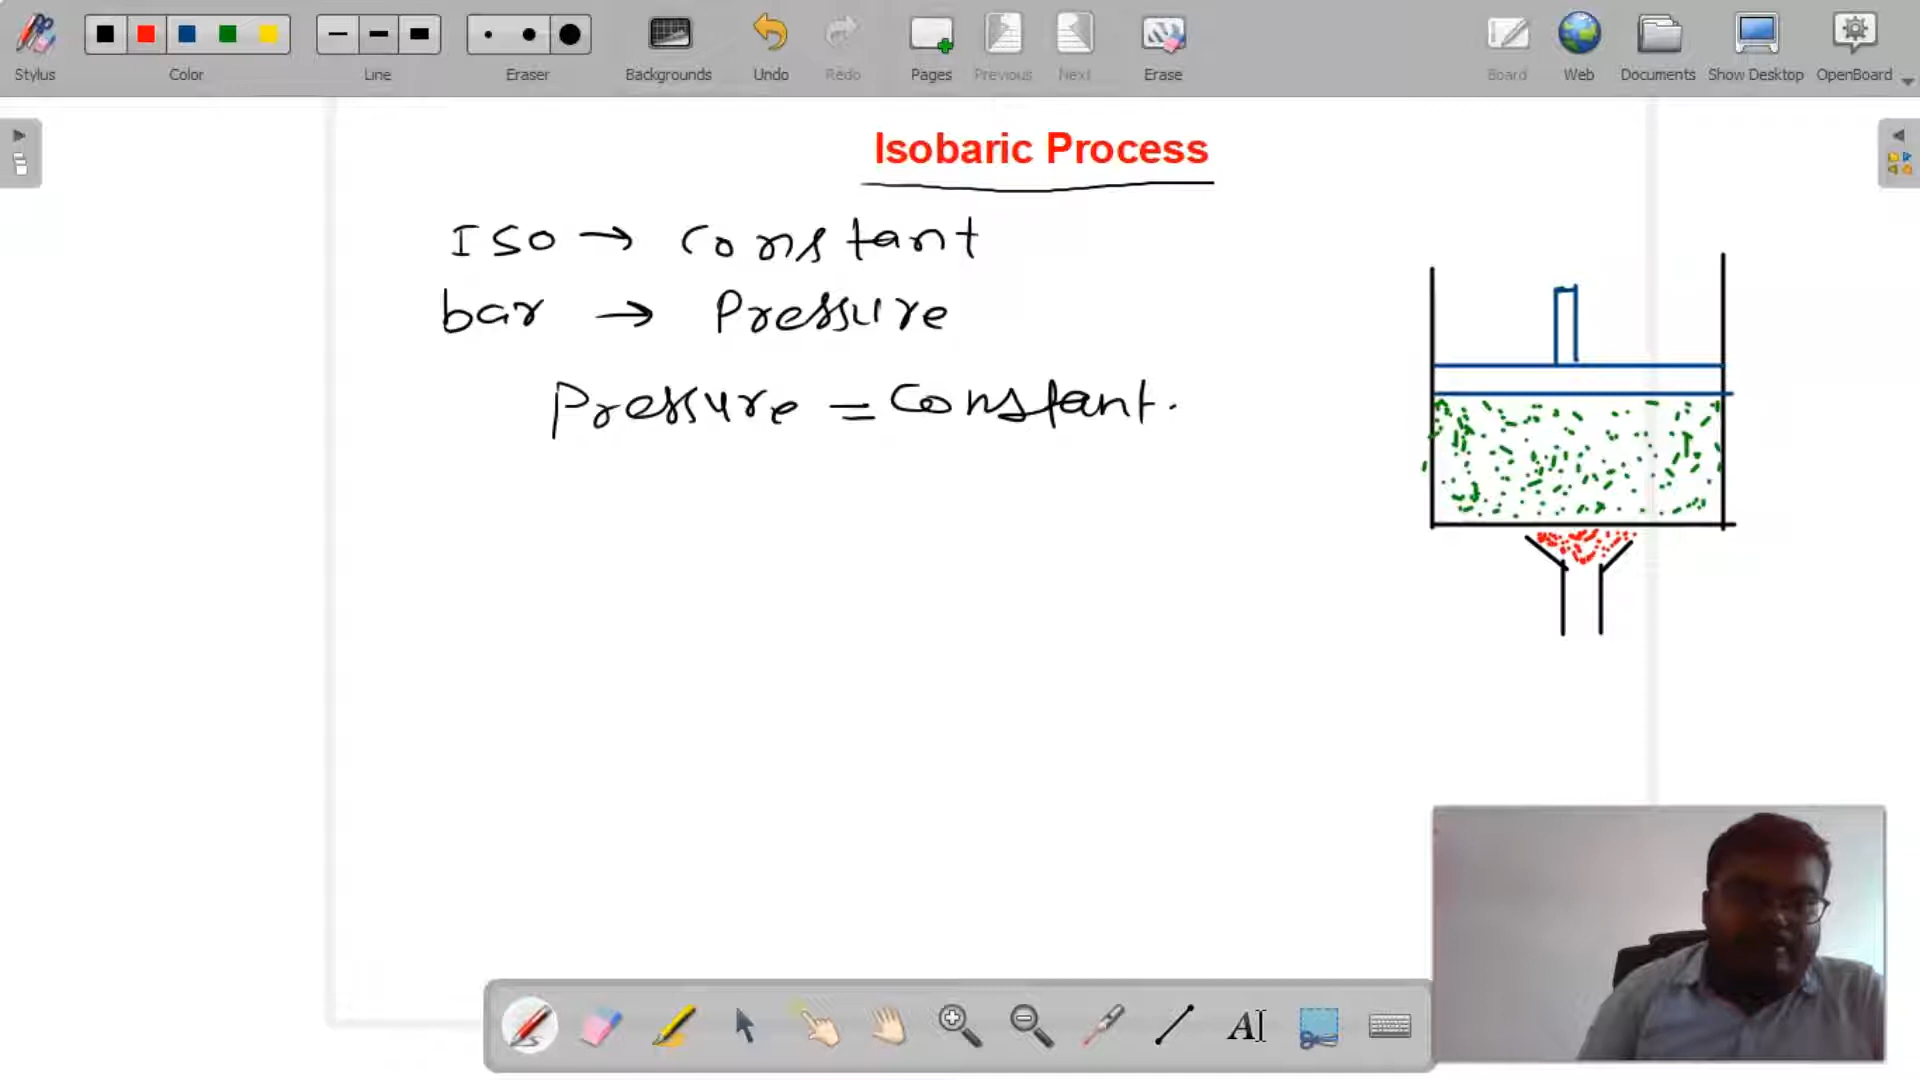 Stylus Color Line Eraser Backgrounds Undo Redo Pages Previous Next Erase Board Web Documents Show Desktop OpenBoard
Isobaric Process
Iso → Constant
bar → Pressure
Pressure = Constant.
AI